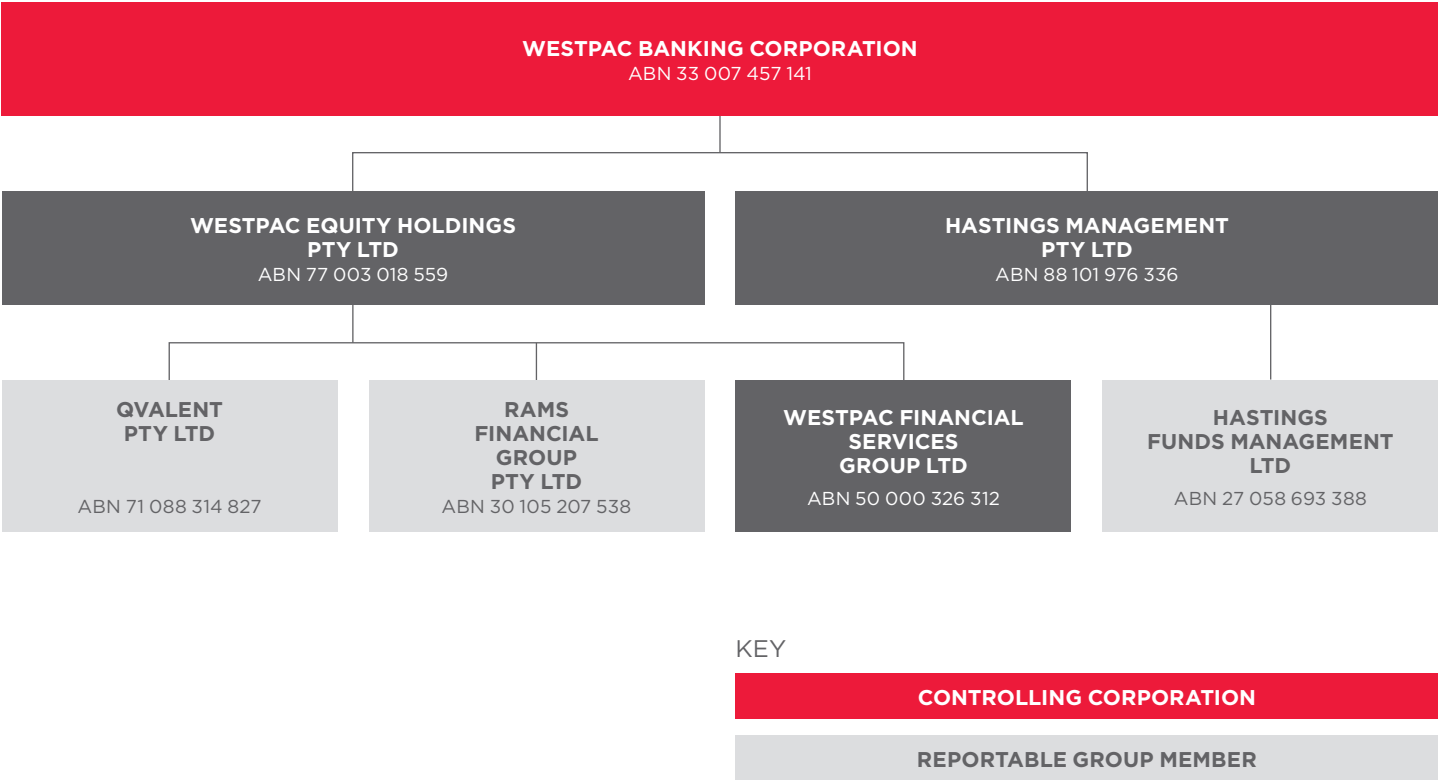 WESTPAC BANKING CORPORATION
ABN 33 007 457 141
WESTPAC EQUITY HOLDINGS
PTY LTD
ABN 77 003 018 559
HASTINGS MANAGEMENT
PTY LTD
ABN 88 101 976 336
QVALENT
PTY LTD
ABN 71 088 314 827
RAMS
FINANCIAL
GROUP
PTY LTD
ABN 30 105 207 538
WESTPAC FINANCIAL
SERVICES
GROUP LTD
ABN 50 000 326 312
HASTINGS
FUNDS MANAGEMENT
LTD
ABN 27 058 693 388
KEY
CONTROLLING CORPORATION
REPORTABLE GROUP MEMBER